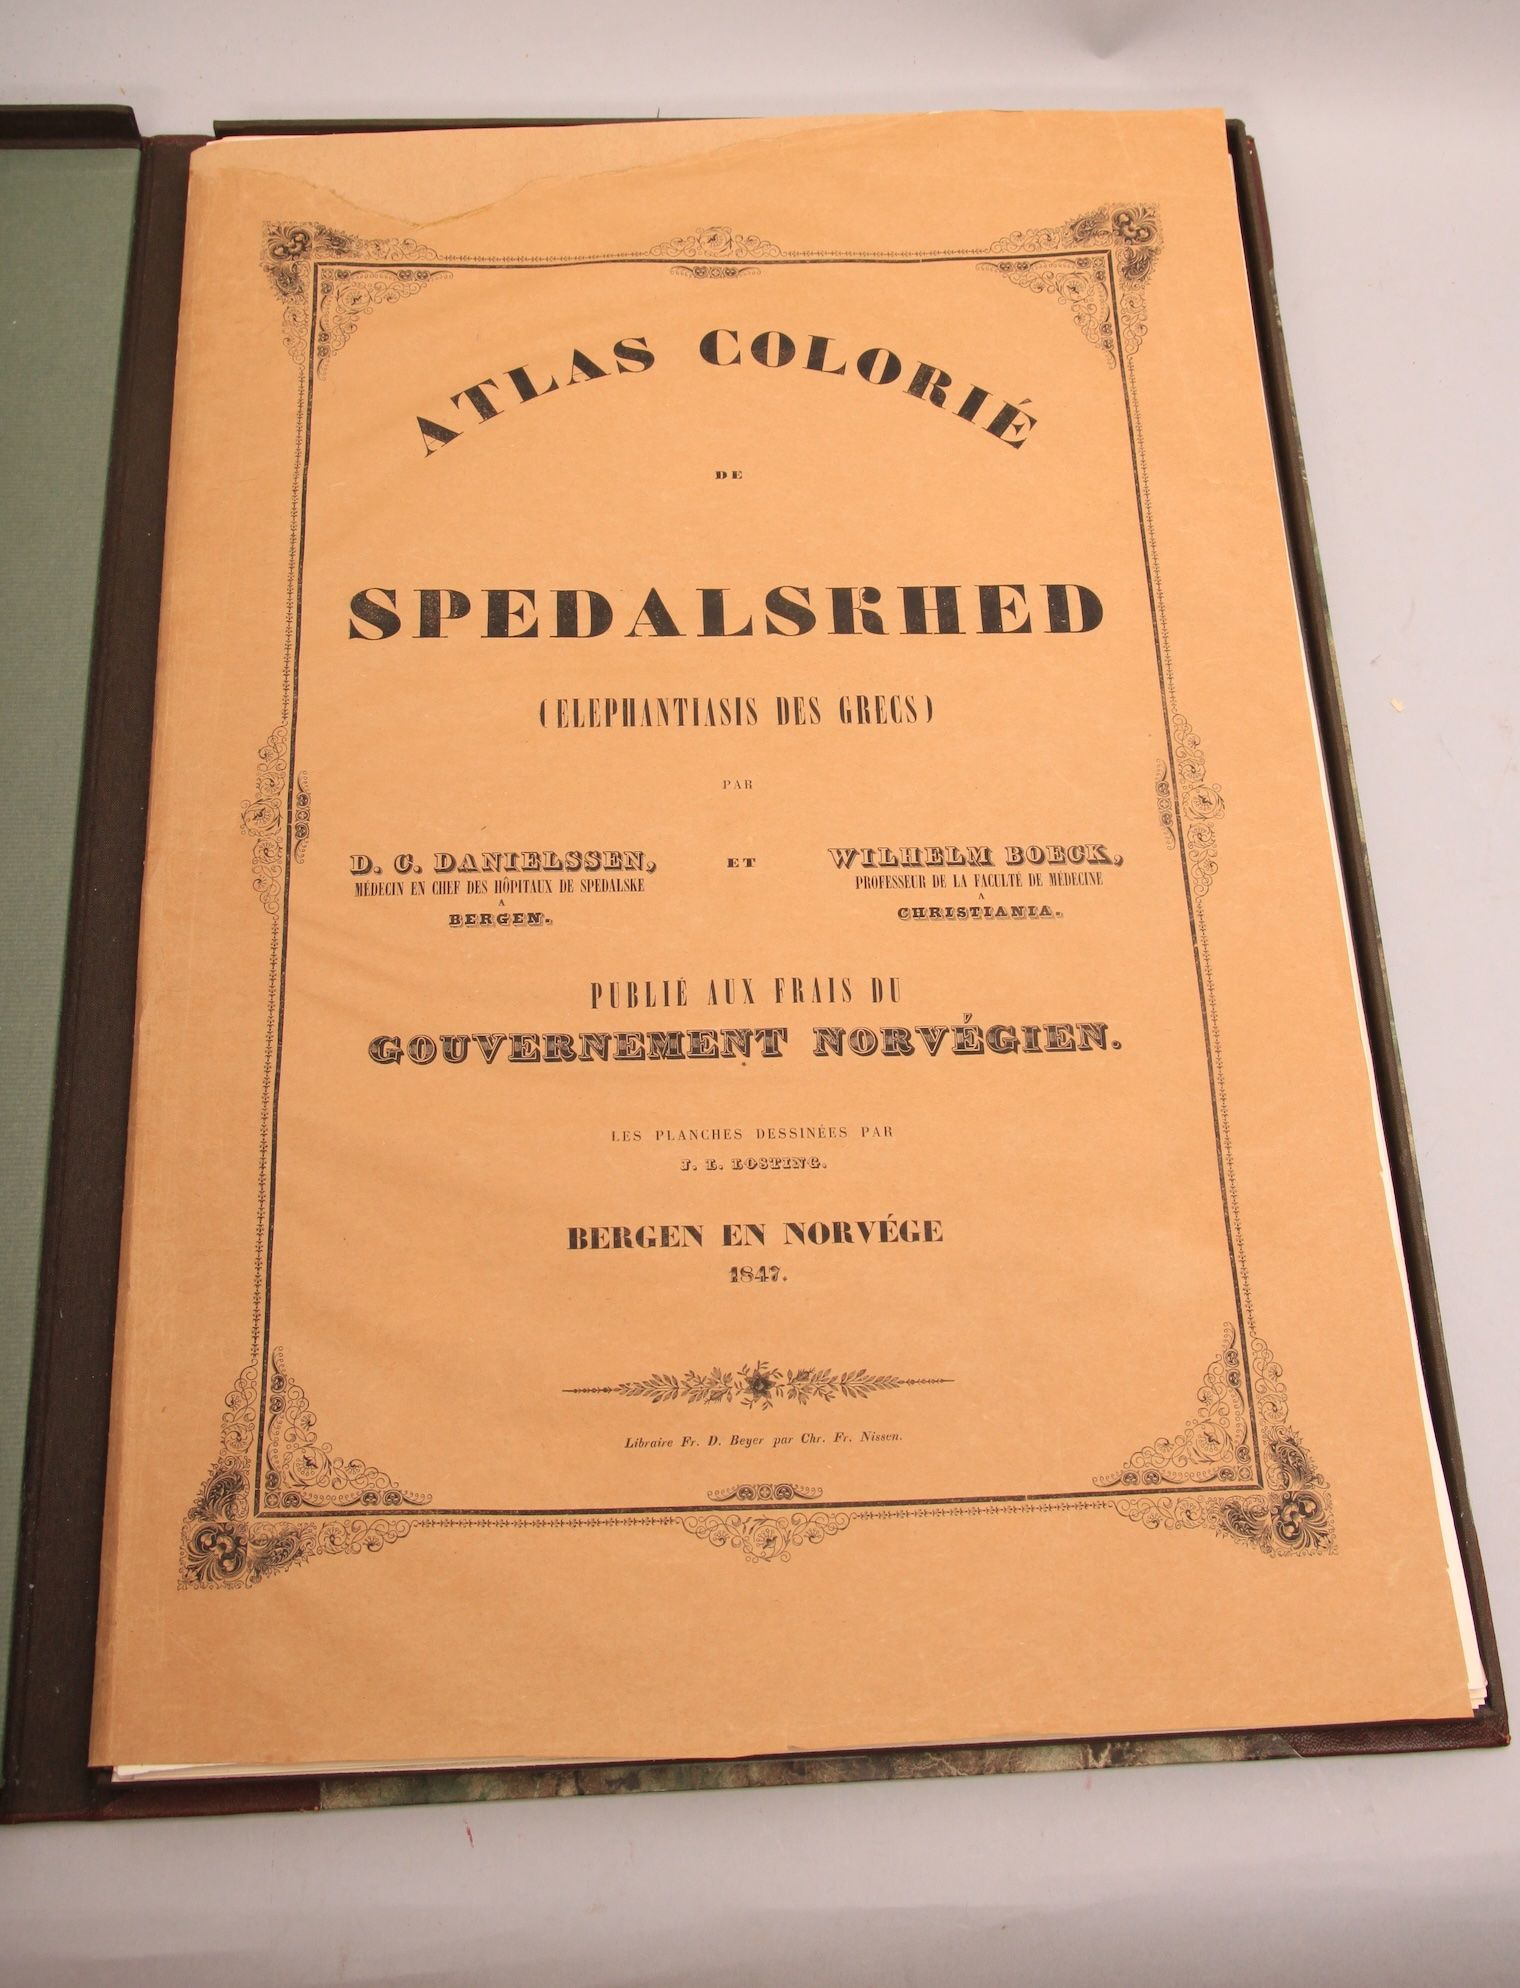 ATLAS COLORIÉ
DE
SPEDALSKHED
(ELEPHANTIASIS DES GRECS)
PAR
D. C. DANIELSSEN,
MÉDECIN EN CHEF DES HÔPITAUX DE SPEDALSKE
A
BERGEN.
ET
WILHELM BOECK,
PROFESSEUR DE LA FACULTÉ DE MÉDECINE
A
CHRISTIANIA.
PUBLIÉ AUX FRAIS DU
GOUVERNEMENT NORVÉGIEN.
LES PLANCHES DESSINÉES PAR
J. L. LOSTING.
BERGEN EN NORVÉGE
1847.
Libraire Fr. D. Beyer par Chr. Fr. Nissen.